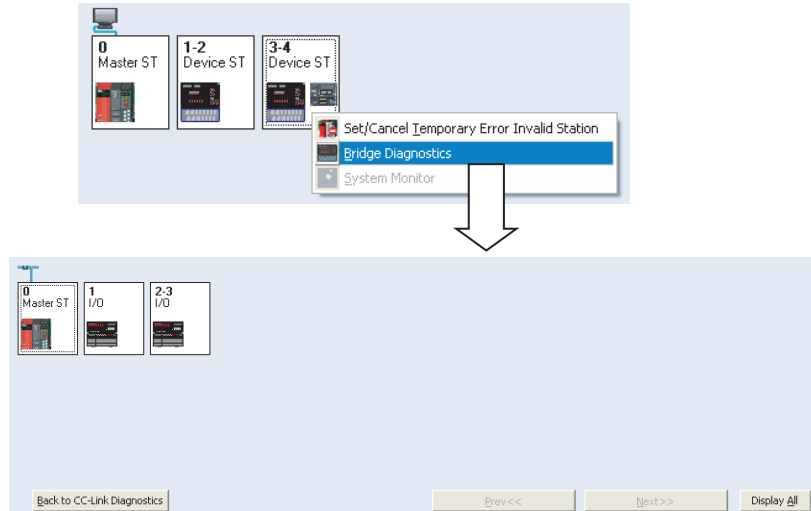 0 1-2 3-4
Master ST Device ST Device ST
Set/Cancel Temporary Error Invalid Station
Bridge Diagnostics
System Monitor
0 1 2-3
Master ST I/O I/O
Back to CC-Link Diagnostics Prev<< Next>> Display All